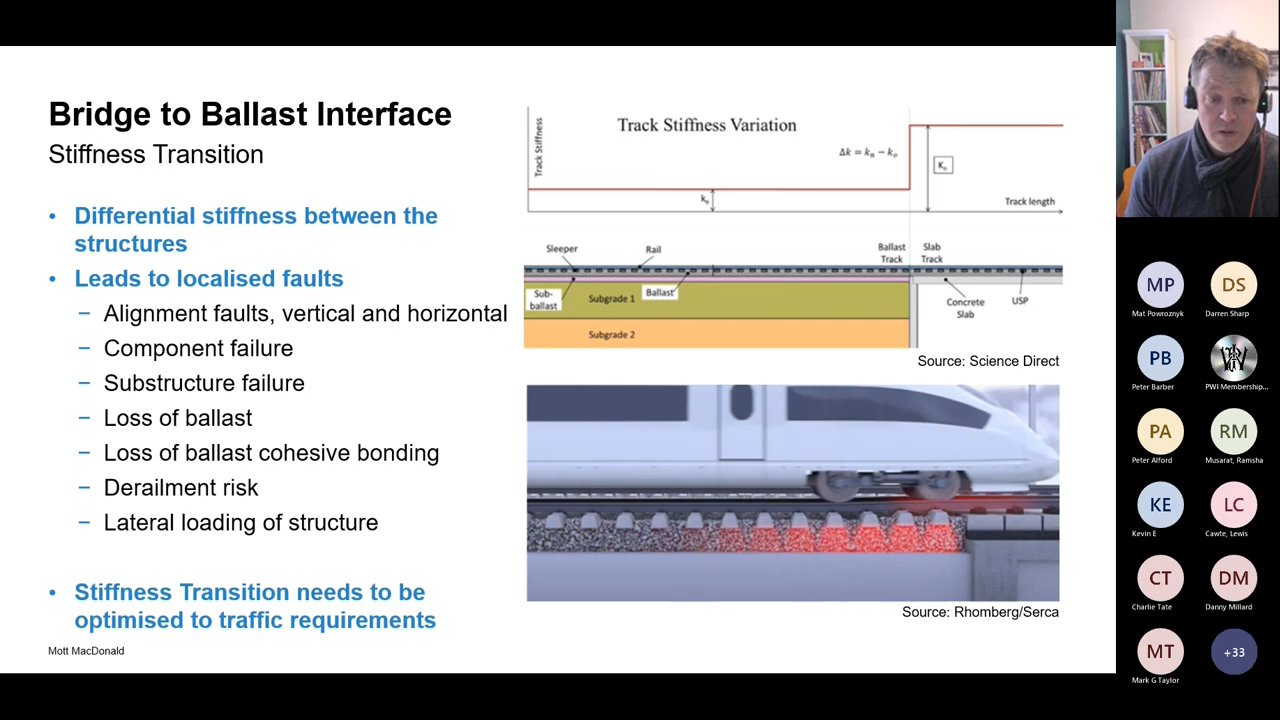 Bridge to Ballast Interface
Stiffness Transition
• Differential stiffness between the
structures
• Leads to localised faults
− Alignment faults, vertical and horizontal
− Component failure
− Substructure failure
− Loss of ballast
− Loss of ballast cohesive bonding
− Derailment risk
− Lateral loading of structure
• Stiffness Transition needs to be
optimised to traffic requirements
Mott MacDonald
Track Stiffness
Track Stiffness Variation
Δk = kₙ − kₒ
Kₙ
kₒ
Track length
Sleeper
Rail
Ballast
Track
Slab
Track
Sub-
ballast
Subgrade 1
Ballast
Concrete
Slab
USP
Subgrade 2
Source: Science Direct
Source: Rhomberg/Serca
MP
Mat Powroznyk
DS
Darren Sharp
PB
Peter Barber
PWI Membership...
PA
Peter Alford
RM
Musarat, Ramsha
KE
Kevin E
LC
Cawte, Lewis
CT
Charlie Tate
DM
Danny Millard
MT
Mark G Taylor
+33